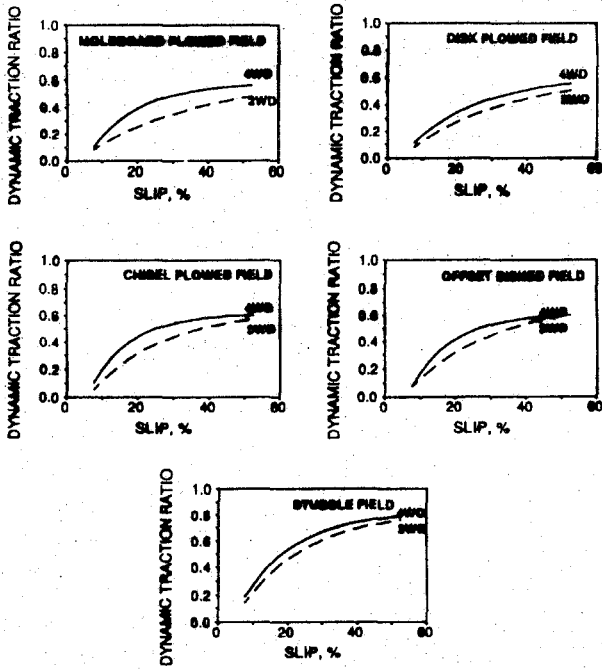 DYNAMIC TRACTION RATIO
1.0
0.8
0.6
0.4
0.2
0.0
MOLDBOARD PLOWED FIELD
4WD
2WD
0
20
40
60
SLIP, %
DYNAMIC TRACTION RATIO
1.0
0.8
0.6
0.4
0.2
0.0
DISK PLOWED FIELD
4WD
2WD
0
20
40
60
SLIP, %
DYNAMIC TRACTION RATIO
1.0
0.8
0.6
0.4
0.2
0.0
CHISEL PLOWED FIELD
4WD
2WD
0
20
40
60
SLIP, %
DYNAMIC TRACTION RATIO
1.0
0.8
0.6
0.4
0.2
0.0
OFFSET DISKED FIELD
4WD
2WD
0
20
40
60
SLIP, %
DYNAMIC TRACTION RATIO
1.0
0.8
0.6
0.4
0.2
0.0
STUBBLE FIELD
4WD
2WD
0
20
40
60
SLIP, %